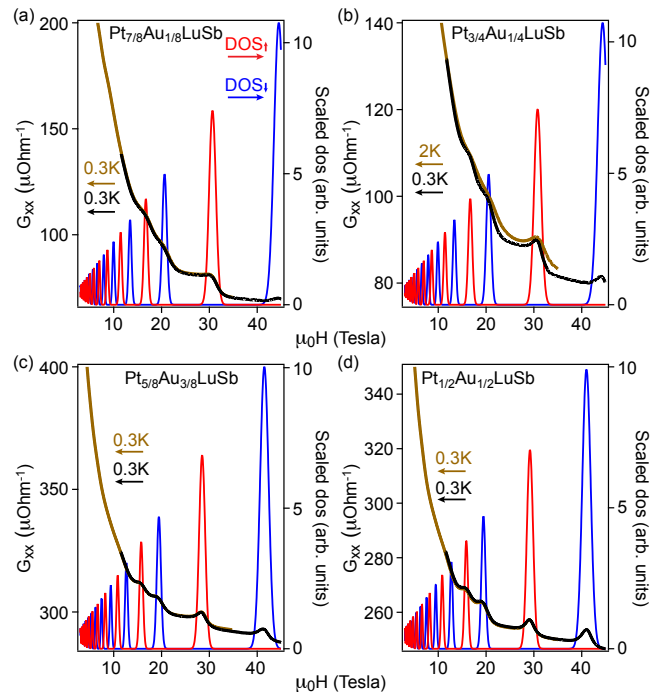 (a)
Pt7/8Au1/8LuSb
DOS↑
DOS↓
0.3K
0.3K
Gxx (μOhm⁻¹)
200
150
100
Scaled dos (arb. units)
10
5
0
10 20 30 40
(b)
Pt3/4Au1/4LuSb
2K
0.3K
Gxx (μOhm⁻¹)
140
120
100
80
Scaled dos (arb. units)
10
5
0
10 20 30 40
μ0H (Tesla)
(c)
Pt5/8Au3/8LuSb
0.3K
0.3K
Gxx (μOhm⁻¹)
400
350
300
Scaled dos (arb. units)
10
5
0
10 20 30 40
(d)
Pt1/2Au1/2LuSb
0.3K
0.3K
Gxx (μOhm⁻¹)
340
320
300
280
260
Scaled dos (arb. units)
10
5
0
10 20 30 40
μ0H (Tesla)